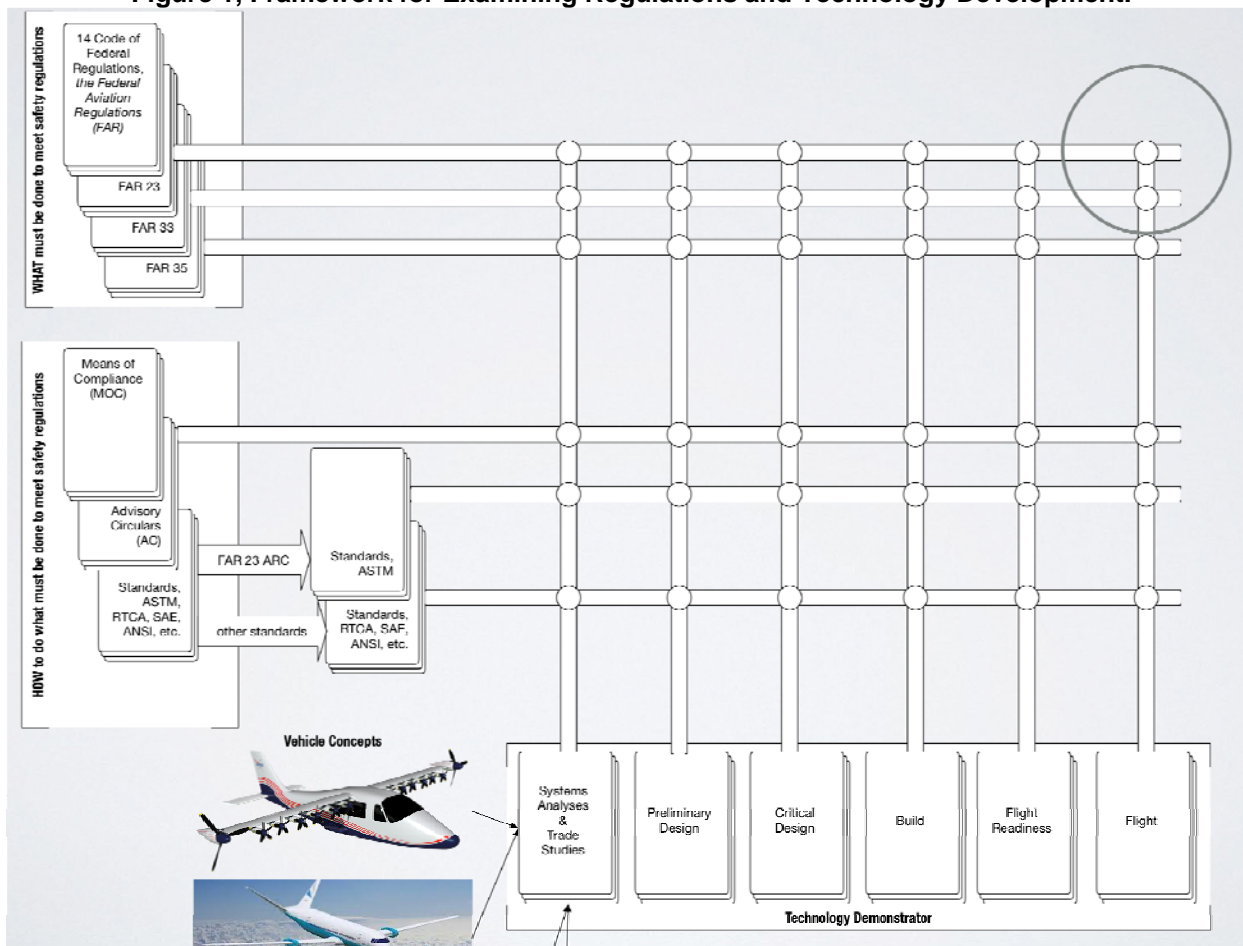 Figure 1, Framework for Examining Regulations and Technology Development.
WHAT must be done to meet safety regulations
14 Code of
Federal
Regulations,
the Federal
Aviation
Regulations
(FAR)
FAR 23
FAR 33
FAR 35
HOW to do what must be done to meet safety regulations
Means of
Compliance
(MOC)
Advisory
Circulars
(AC)
Standards,
ASTM,
RTCA, SAE,
ANSI, etc.
FAR 23 ARC
other standards
Standards,
ASTM
Standards,
RTCA, SAE,
ANSI, etc.
Vehicle Concepts
Systems
Analyses
&
Trade
Studies
Preliminary
Design
Critical
Design
Build
Flight
Readiness
Flight
Technology Demonstrator